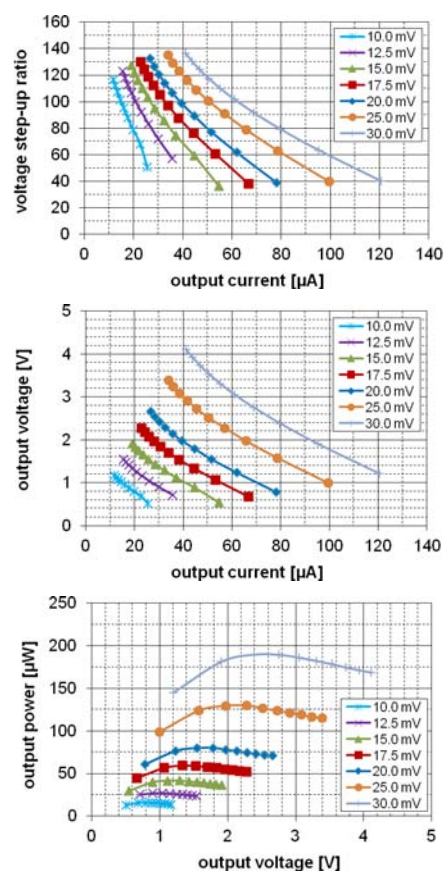 160
140
120
100
80
60
40
20
0
voltage step-up ratio
0 20 40 60 80 100 120 140
output current [µA]
10.0 mV
12.5 mV
15.0 mV
17.5 mV
20.0 mV
25.0 mV
30.0 mV
5
4
3
2
1
0
output voltage [V]
0 20 40 60 80 100 120 140
output current [µA]
10.0 mV
12.5 mV
15.0 mV
17.5 mV
20.0 mV
25.0 mV
30.0 mV
250
200
150
100
50
0
output power [µW]
0 1 2 3 4 5
output voltage [V]
10.0 mV
12.5 mV
15.0 mV
17.5 mV
20.0 mV
25.0 mV
30.0 mV